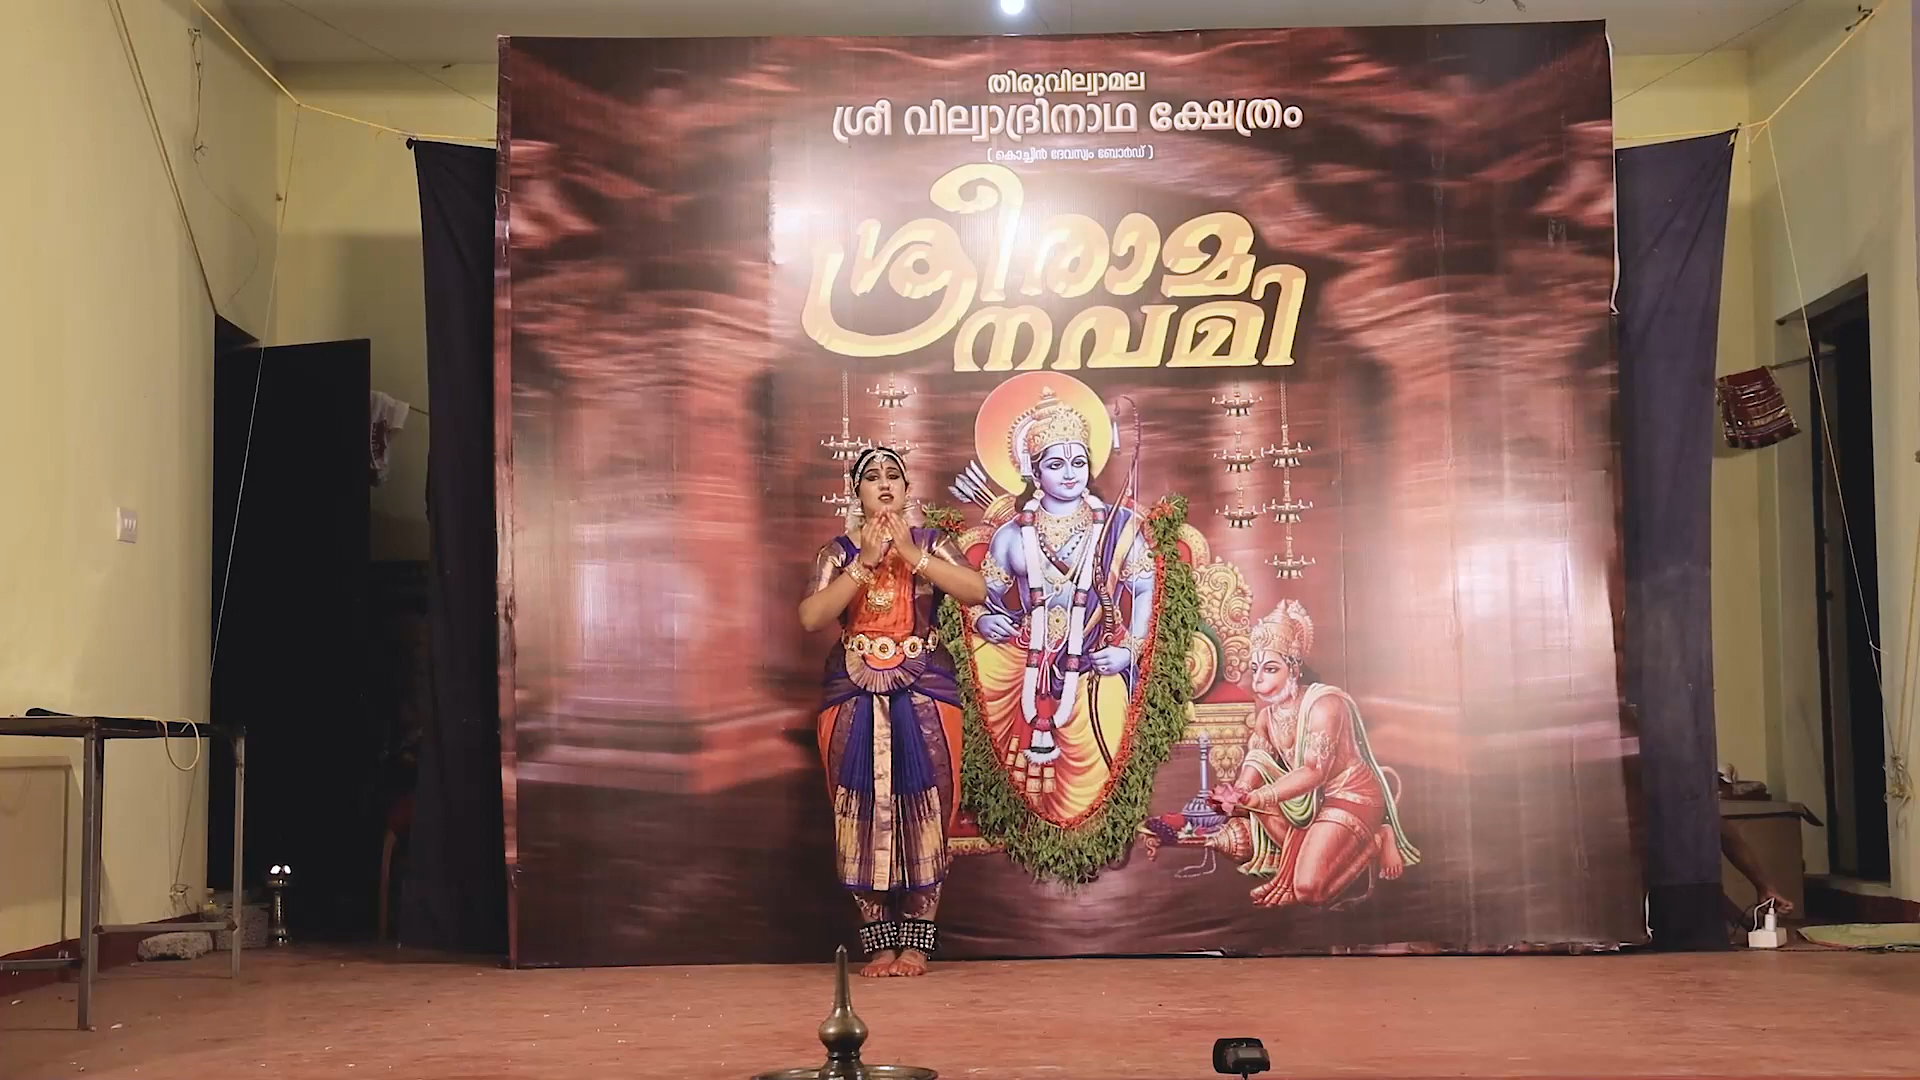 തിരുവില്വാമല
ശ്രീ വില്വാദ്രിനാഥ ക്ഷേത്രം
( കൊച്ചിൻ ദേവസ്വം ബോർഡ് )
ശ്രീരാമ
നവമി